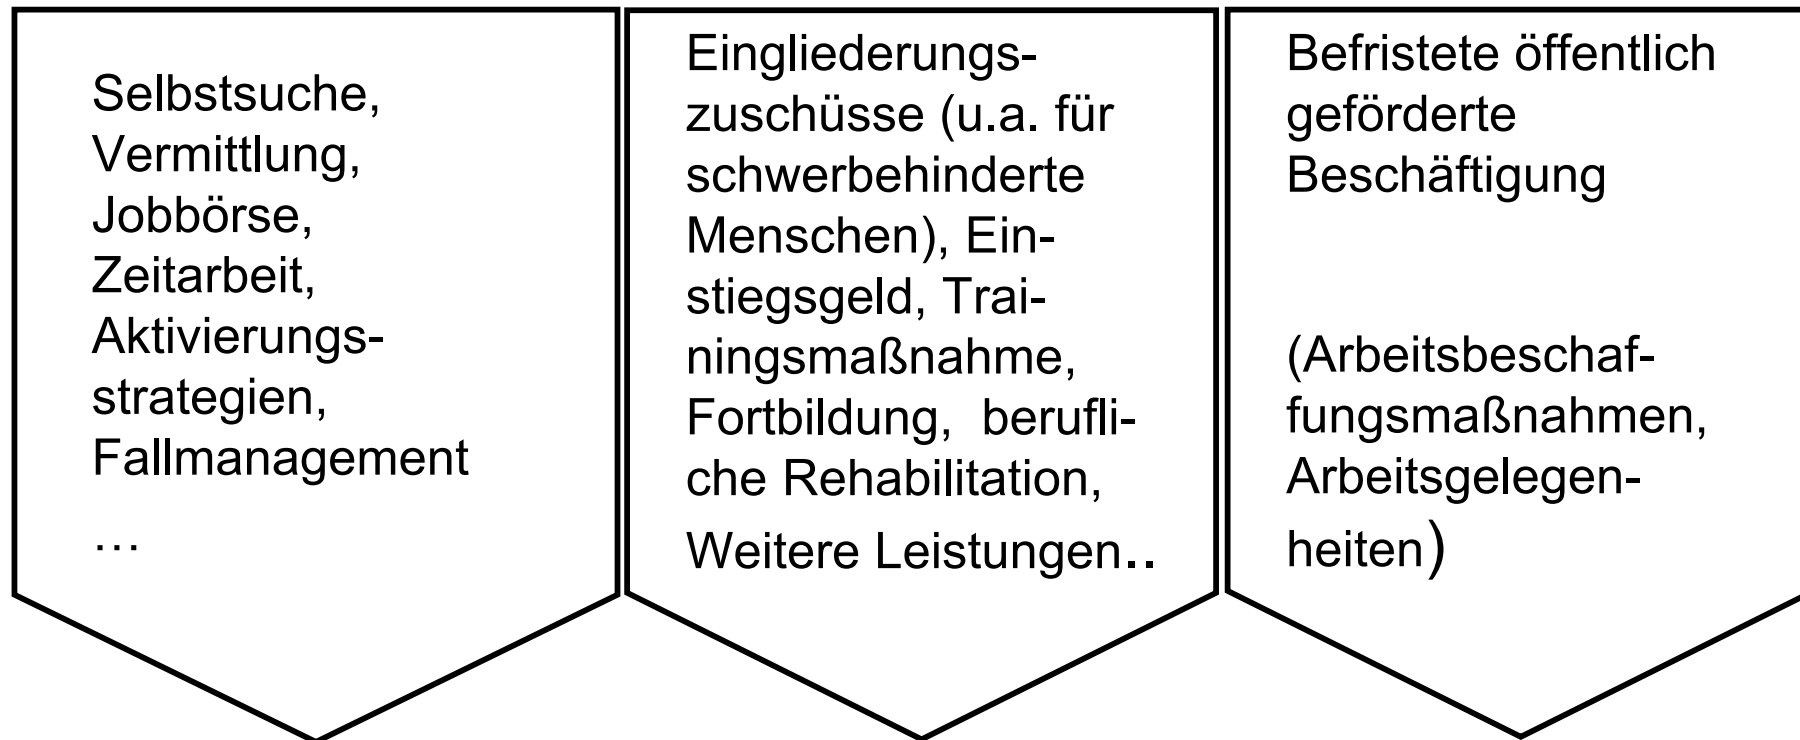 Selbstsuche,
Vermittlung,
Jobbörse,
Zeitarbeit,
Aktivierungs-
strategien,
Fallmanagement
…
Eingliederungs-
zuschüsse (u.a. für
schwerbehinderte
Menschen), Ein-
stiegsgeld, Trai-
ningsmaßnahme,
Fortbildung, berufli-
che Rehabilitation,
Weitere Leistungen..
Befristete öffentlich
geförderte
Beschäftigung
(Arbeitsbeschaf-
fungsmaßnahmen,
Arbeitsgelegen-
heiten)